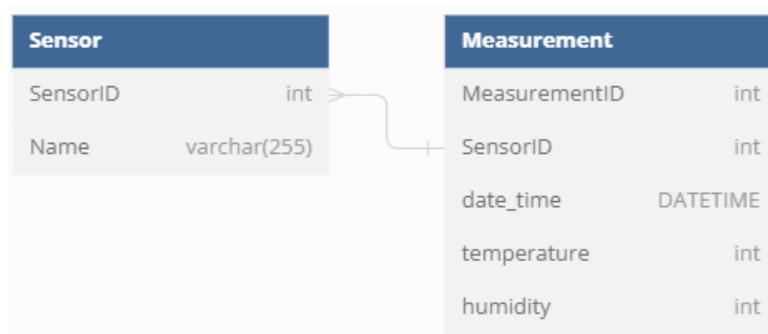 Sensor
SensorID int
Name varchar(255)
Measurement
MeasurementID int
SensorID int
date_time DATETIME
temperature int
humidity int